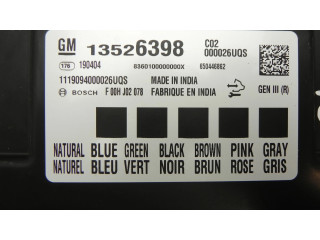 GM 13526398 C02 000026UQS
178 190404 8360100000000X 650446862
1119094000026UQS MADE IN INDIA
BOSCH F 00H J02 078 FABRIQUE EN INDIA GEN III (R)
NATURAL BLUE GREEN BLACK BROWN PINK GRAY
NATUREL BLEU VERT NOIR BRUN ROSE GRIS